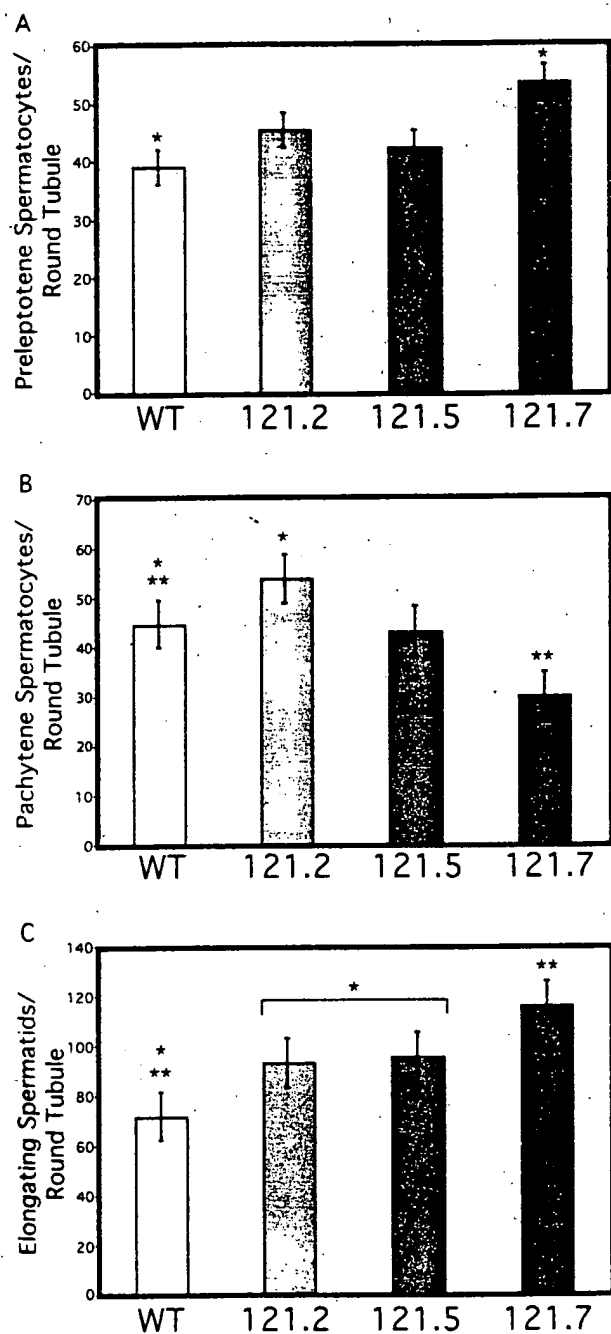 A
Preleptotene Spermatocytes/
Round Tubule
60
50
40
30
20
10
0
*
*
WT 121.2 121.5 121.7
B
Pachytene Spermatocytes/
Round Tubule
70
60
50
40
30
20
10
0
*
**
*
**
WT 121.2 121.5 121.7
C
Elongating Spermatids/
Round Tubule
140
120
100
80
60
40
20
0
*
**
*
**
WT 121.2 121.5 121.7